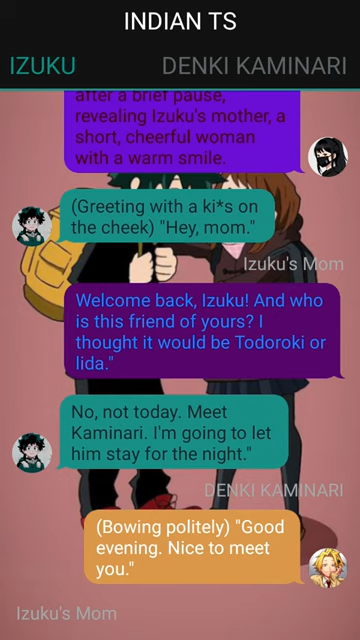 INDIAN TS
IZUKU DENKI KAMINARI
after a brief pause,
revealing Izuku's mother, a
short, cheerful woman
with a warm smile.
(Greeting with a ki*s on
the cheek) "Hey, mom."
Izuku's Mom
Welcome back, Izuku! And who
is this friend of yours? I
thought it would be Todoroki or
Iida."
No, not today. Meet
Kaminari. I'm going to let
him stay for the night."
DENKI KAMINARI
(Bowing politely) "Good
evening. Nice to meet
you."
Izuku's Mom